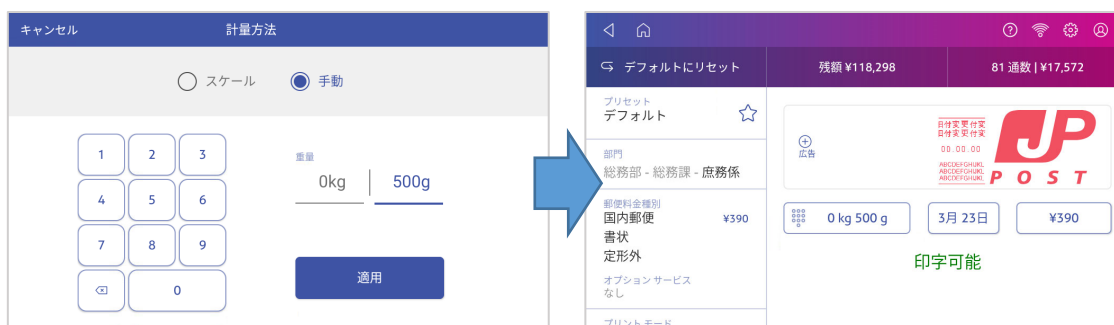 キャンセル
計量方法
スケール
手動
1
2
3
4
5
6
7
8
9
0
重量
0kg
500g
適用
デフォルトにリセット
残額 ¥118,298
81 通数 | ¥17,572
プリセット
デフォルト
部門
総務部 - 総務課 - 庶務係
郵便料金種別
国内郵便
¥390
書状
定形外
オプション サービス
なし
プリント モード
広告
日付変更付変
日付変更付変
00.00.00
ABCDEFGHIJKL
ABCDEFGHIJKL
ABCDEFGHIJKL
JP
POST
0 kg 500 g
3月 23日
¥390
印字可能